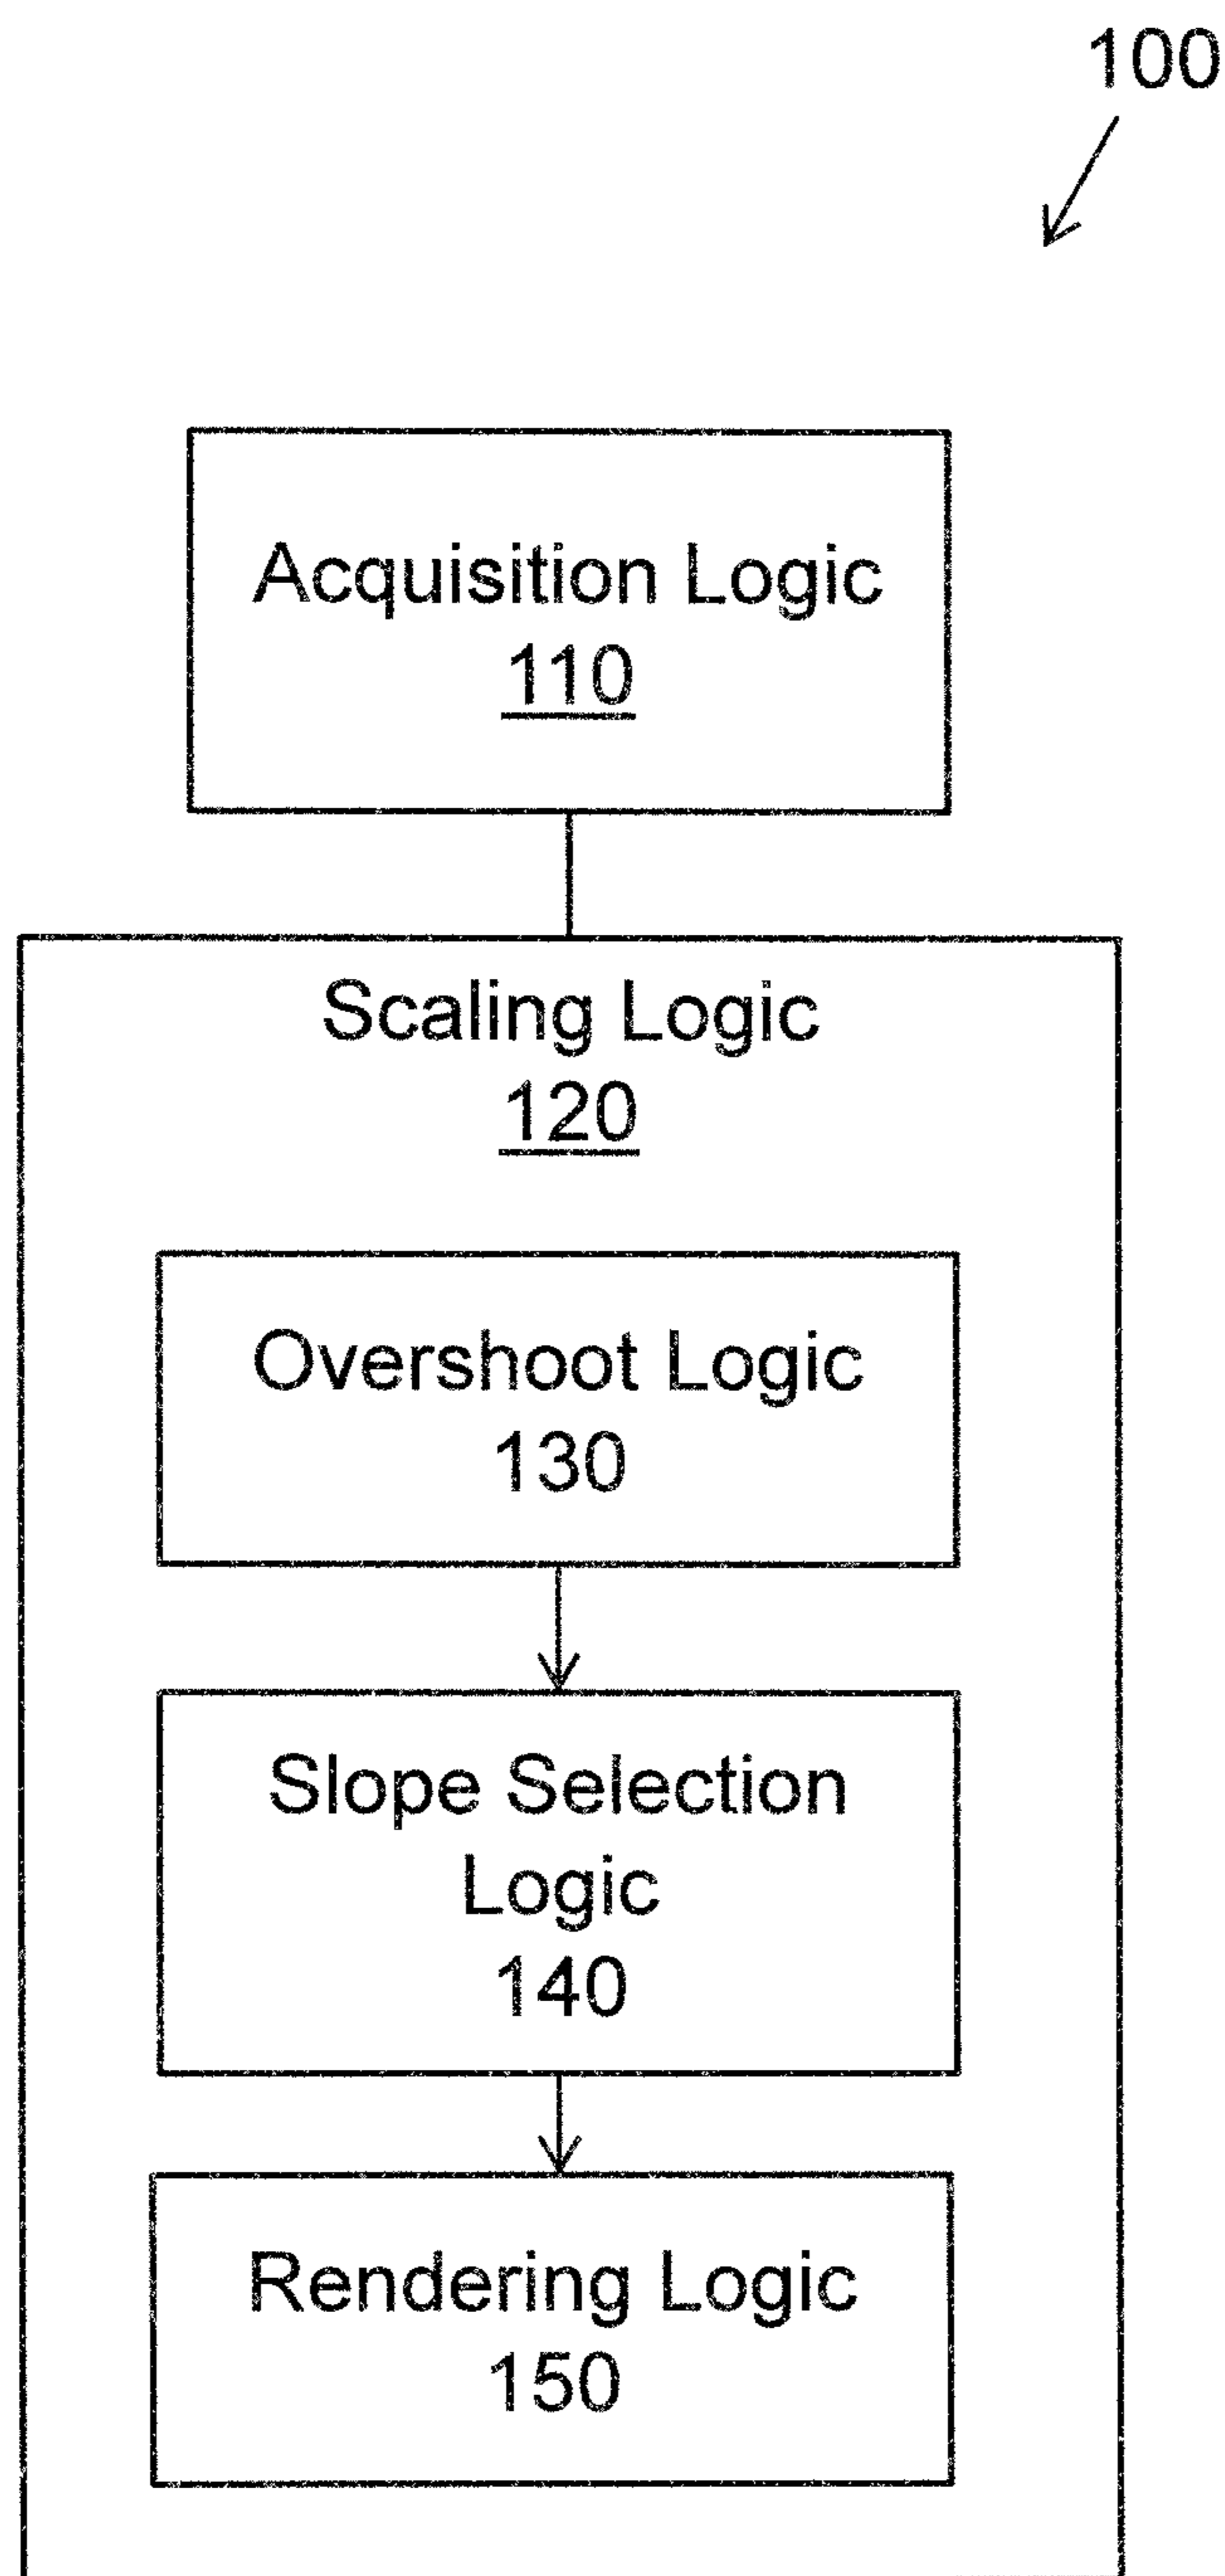 100
Acquisition Logic
110
Scaling Logic
120
Overshoot Logic
130
Slope Selection
Logic
140
Rendering Logic
150